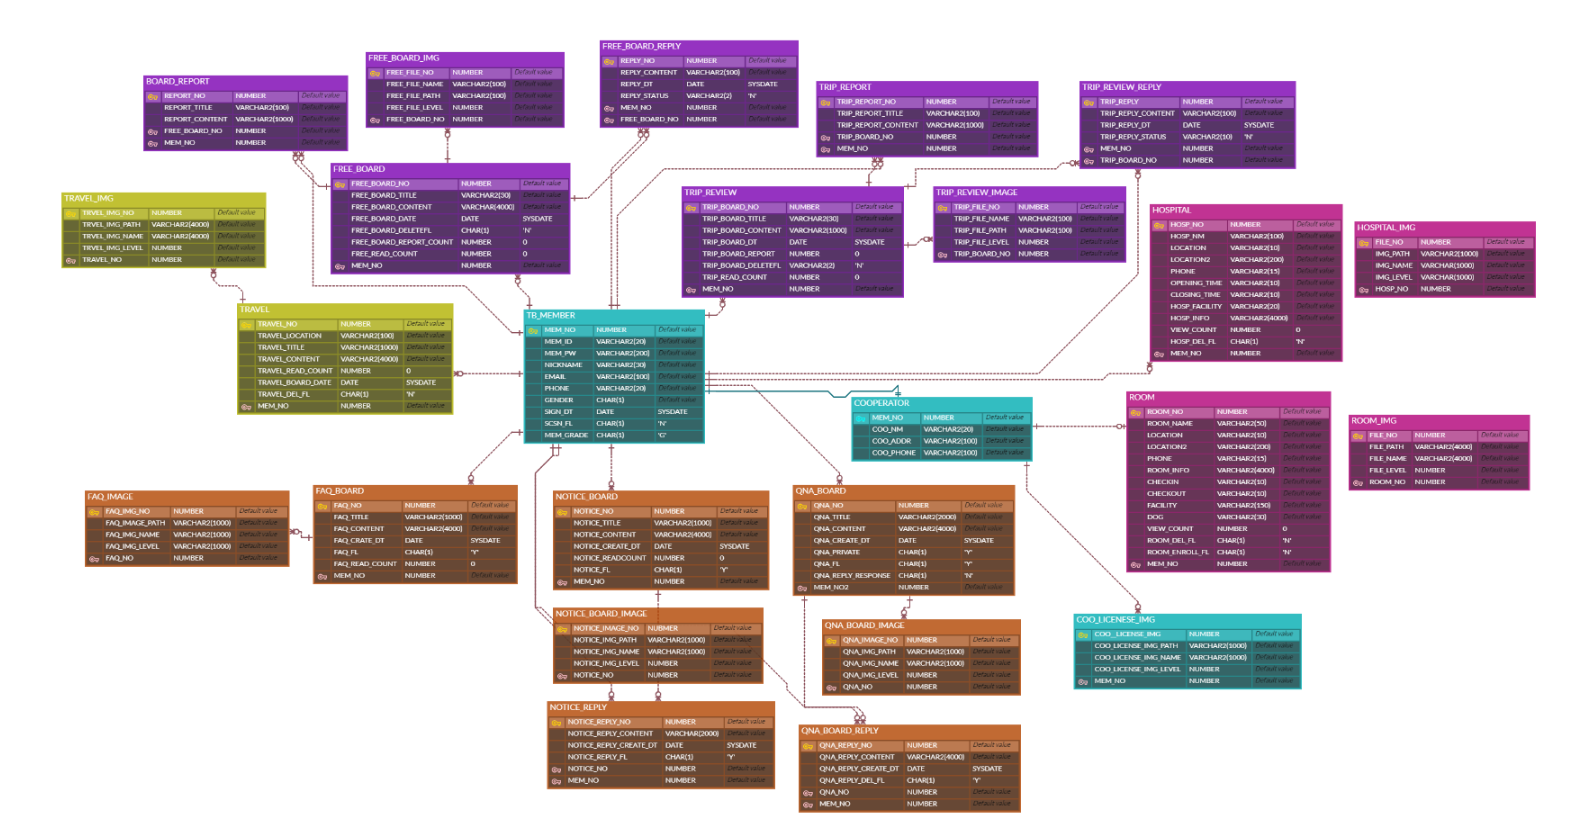 BOARD_REPORT
REPORT_NO NUMBER Default value
REPORT_TITLE VARCHAR2(100) Default value
REPORT_CONTENT VARCHAR2(1000) Default value
FREE_BOARD_NO NUMBER Default value
MEM_NO NUMBER Default value
FREE_BOARD_IMG
FREE_FILE_NO NUMBER Default value
FREE_FILE_NAME VARCHAR2(100) Default value
FREE_FILE_PATH VARCHAR2(100) Default value
FREE_FILE_LEVEL NUMBER Default value
FREE_BOARD_NO NUMBER Default value
FREE_BOARD_REPLY
REPLY_NO NUMBER Default value
REPLY_CONTENT VARCHAR2(100) Default value
REPLY_DT DATE SYSDATE
REPLY_STATUS VARCHAR2(2) 'N'
MEM_NO NUMBER Default value
FREE_BOARD_NO NUMBER Default value
TRIP_REPORT
TRIP_REPORT_NO NUMBER Default value
TRIP_REPORT_TITLE VARCHAR2(100) Default value
TRIP_REPORT_CONTENT VARCHAR2(1000) Default value
TRIP_BOARD_NO NUMBER Default value
MEM_NO NUMBER Default value
TRIP_REVIEW_REPLY
TRIP_REPLY NUMBER Default value
TRIP_REPLY_CONTENT VARCHAR2(100) Default value
TRIP_REPLY_DT DATE SYSDATE
TRIP_REPLY_STATUS VARCHAR2(10) 'N'
MEM_NO NUMBER Default value
TRIP_BOARD_NO NUMBER Default value
FREE_BOARD
FREE_BOARD_NO NUMBER Default value
FREE_BOARD_TITLE VARCHAR2(30) Default value
FREE_BOARD_CONTENT VARCHAR(4000) Default value
FREE_BOARD_DATE DATE SYSDATE
FREE_BOARD_DELETEFL CHAR(1) 'N'
FREE_BOARD_REPORT_COUNT NUMBER 0
FREE_READ_COUNT NUMBER 0
MEM_NO NUMBER Default value
TRAVEL_IMG
TRVEL_IMG_NO NUMBER Default value
TRVEL_IMG_PATH VARCHAR2(4000) Default value
TRVEL_IMG_NAME VARCHAR2(4000) Default value
TRVEL_IMG_LEVEL NUMBER Default value
TRAVEL_NO NUMBER Default value
TRIP_REVIEW
TRIP_BOARD_NO NUMBER Default value
TRIP_BOARD_TITLE VARCHAR2(30) Default value
TRIP_BOARD_CONTENT VARCHAR2(1000) Default value
TRIP_BOARD_DT DATE SYSDATE
TRIP_BOARD_REPORT NUMBER 0
TRIP_BOARD_DELETEFL VARCHAR2(2) 'N'
TRIP_READ_COUNT NUMBER 0
MEM_NO NUMBER Default value
TRIP_REVIEW_IMAGE
TRIP_FILE_NO NUMBER Default value
TRIP_FILE_NAME VARCHAR2(100) Default value
TRIP_FILE_PATH VARCHAR2(100) Default value
TRIP_FILE_LEVEL NUMBER Default value
TRIP_BOARD_NO NUMBER Default value
HOSPITAL
HOSP_NO NUMBER Default value
HOSP_NM VARCHAR2(100) Default value
LOCATION VARCHAR2(10) Default value
LOCATION2 VARCHAR2(200) Default value
PHONE VARCHAR2(15) Default value
OPENING_TIME VARCHAR2(10) Default value
CLOSING_TIME VARCHAR2(10) Default value
HOSP_FACILITY VARCHAR2(20) Default value
HOSP_INFO VARCHAR2(4000) Default value
VIEW_COUNT NUMBER 0
HOSP_DEL_FL CHAR(1) 'N'
MEM_NO NUMBER Default value
HOSPITAL_IMG
FILE_NO NUMBER Default value
IMG_PATH VARCHAR2(1000) Default value
IMG_NAME VARCHAR(1000) Default value
IMG_LEVEL VARCHAR(1000) Default value
HOSP_NO NUMBER Default value
TRAVEL
TRAVEL_NO NUMBER Default value
TRAVEL_LOCATION VARCHAR2(100) Default value
TRAVEL_TITLE VARCHAR2(1000) Default value
TRAVEL_CONTENT VARCHAR2(4000) Default value
TRAVEL_READ_COUNT NUMBER 0
TRAVEL_BOARD_DATE DATE SYSDATE
TRAVEL_DEL_FL CHAR(1) 'N'
MEM_NO NUMBER Default value
TB_MEMBER
MEM_NO NUMBER Default value
MEM_ID VARCHAR2(20) Default value
MEM_PW VARCHAR2(200) Default value
NICKNAME VARCHAR2(30) Default value
EMAIL VARCHAR2(100) Default value
PHONE VARCHAR2(20) Default value
GENDER CHAR(1) Default value
SIGN_DT DATE SYSDATE
SCSN_FL CHAR(1) 'N'
MEM_GRADE CHAR(1) 'G'
COOPERATOR
MEM_NO NUMBER Default value
COO_NM VARCHAR2(20) Default value
COO_ADDR VARCHAR2(100) Default value
COO_PHONE VARCHAR2(100) Default value
ROOM
ROOM_NO NUMBER Default value
ROOM_NAME VARCHAR2(50) Default value
LOCATION VARCHAR2(10) Default value
LOCATION2 VARCHAR2(200) Default value
PHONE VARCHAR2(15) Default value
ROOM_INFO VARCHAR2(4000) Default value
CHECKIN VARCHAR2(10) Default value
CHECKOUT VARCHAR2(10) Default value
FACILITY VARCHAR2(150) Default value
DOG VARCHAR2(30) Default value
VIEW_COUNT NUMBER 0
ROOM_DEL_FL CHAR(1) 'N'
ROOM_ENROLL_FL CHAR(1) 'N'
MEM_NO NUMBER Default value
ROOM_IMG
FILE_NO NUMBER Default value
FILE_PATH VARCHAR2(4000) Default value
FILE_NAME VARCHAR2(4000) Default value
FILE_LEVEL NUMBER Default value
ROOM_NO NUMBER Default value
FAQ_IMAGE
FAQ_IMG_NO NUMBER Default value
FAQ_IMAGE_PATH VARCHAR2(1000) Default value
FAQ_IMG_NAME VARCHAR2(1000) Default value
FAQ_IMG_LEVEL VARCHAR2(1000) Default value
FAQ_NO NUMBER Default value
FAQ_BOARD
FAQ_NO NUMBER Default value
FAQ_TITLE VARCHAR2(1000) Default value
FAQ_CONTENT VARCHAR2(4000) Default value
FAQ_CRATE_DT DATE SYSDATE
FAQ_FL CHAR(1) 'Y'
FAQ_READ_COUNT NUMBER 0
MEM_NO NUMBER Default value
NOTICE_BOARD
NOTICE_NO NUMBER Default value
NOTICE_TITLE VARCHAR2(1000) Default value
NOTICE_CONTENT VARCHAR2(4000) Default value
NOTICE_CREATE_DT DATE SYSDATE
NOTICE_READCOUNT NUMBER 0
NOTICE_FL CHAR(1) 'Y'
MEM_NO NUMBER Default value
QNA_BOARD
QNA_NO NUMBER Default value
QNA_TITLE VARCHAR2(2000) Default value
QNA_CONTENT VARCHAR2(4000) Default value
QNA_CREATE_DT DATE SYSDATE
QNA_PRIVATE CHAR(1) 'Y'
QNA_FL CHAR(1) 'Y'
QNA_REPLY_RESPONSE CHAR(1) 'N'
MEM_NO2 NUMBER Default value
NOTICE_BOARD_IMAGE
NOTICE_IMAGE_NO NUBMER Default value
NOTICE_IMG_PATH VARCHAR2(1000) Default value
NOTICE_IMG_NAME VARCHAR2(1000) Default value
NOTICE_IMG_LEVEL NUMBER Default value
NOTICE_NO NUMBER Default value
QNA_BOARD_IMAGE
QNA_IMAGE_NO NUMBER Default value
QNA_IMG_PATH VARCHAR2(1000) Default value
QNA_IMG_NAME VARCHAR2(1000) Default value
QNA_IMG_LEVEL NUMBER Default value
QNA_NO NUMBER Default value
COO_LICENESE_IMG
COO_LICENSE_IMG NUMBER Default value
COO_LICENSE_IMG_PATH VARCHAR2(1000) Default value
COO_LICENSE_IMG_NAME VARCHAR2(1000) Default value
COO_LICENSE_IMG_LEVEL NUMBER Default value
MEM_NO NUMBER Default value
NOTICE_REPLY
NOTICE_REPLY_NO NUMBER Default value
NOTICE_REPLY_CONTENT VARCHAR(2000) Default value
NOTICE_REPLY_CREATE_DT DATE SYSDATE
NOTICE_REPLY_FL CHAR(1) 'Y'
NOTICE_NO NUMBER Default value
MEM_NO NUMBER Default value
QNA_BOARD_REPLY
QNA_REPLY_NO NUMBER Default value
QNA_REPLY_CONTENT VARCHAR2(4000) Default value
QNA_REPLY_CREATE_DT DATE SYSDATE
QNA_REPLY_DEL_FL CHAR(1) 'Y'
QNA_NO NUMBER Default value
MEM_NO NUMBER Default value